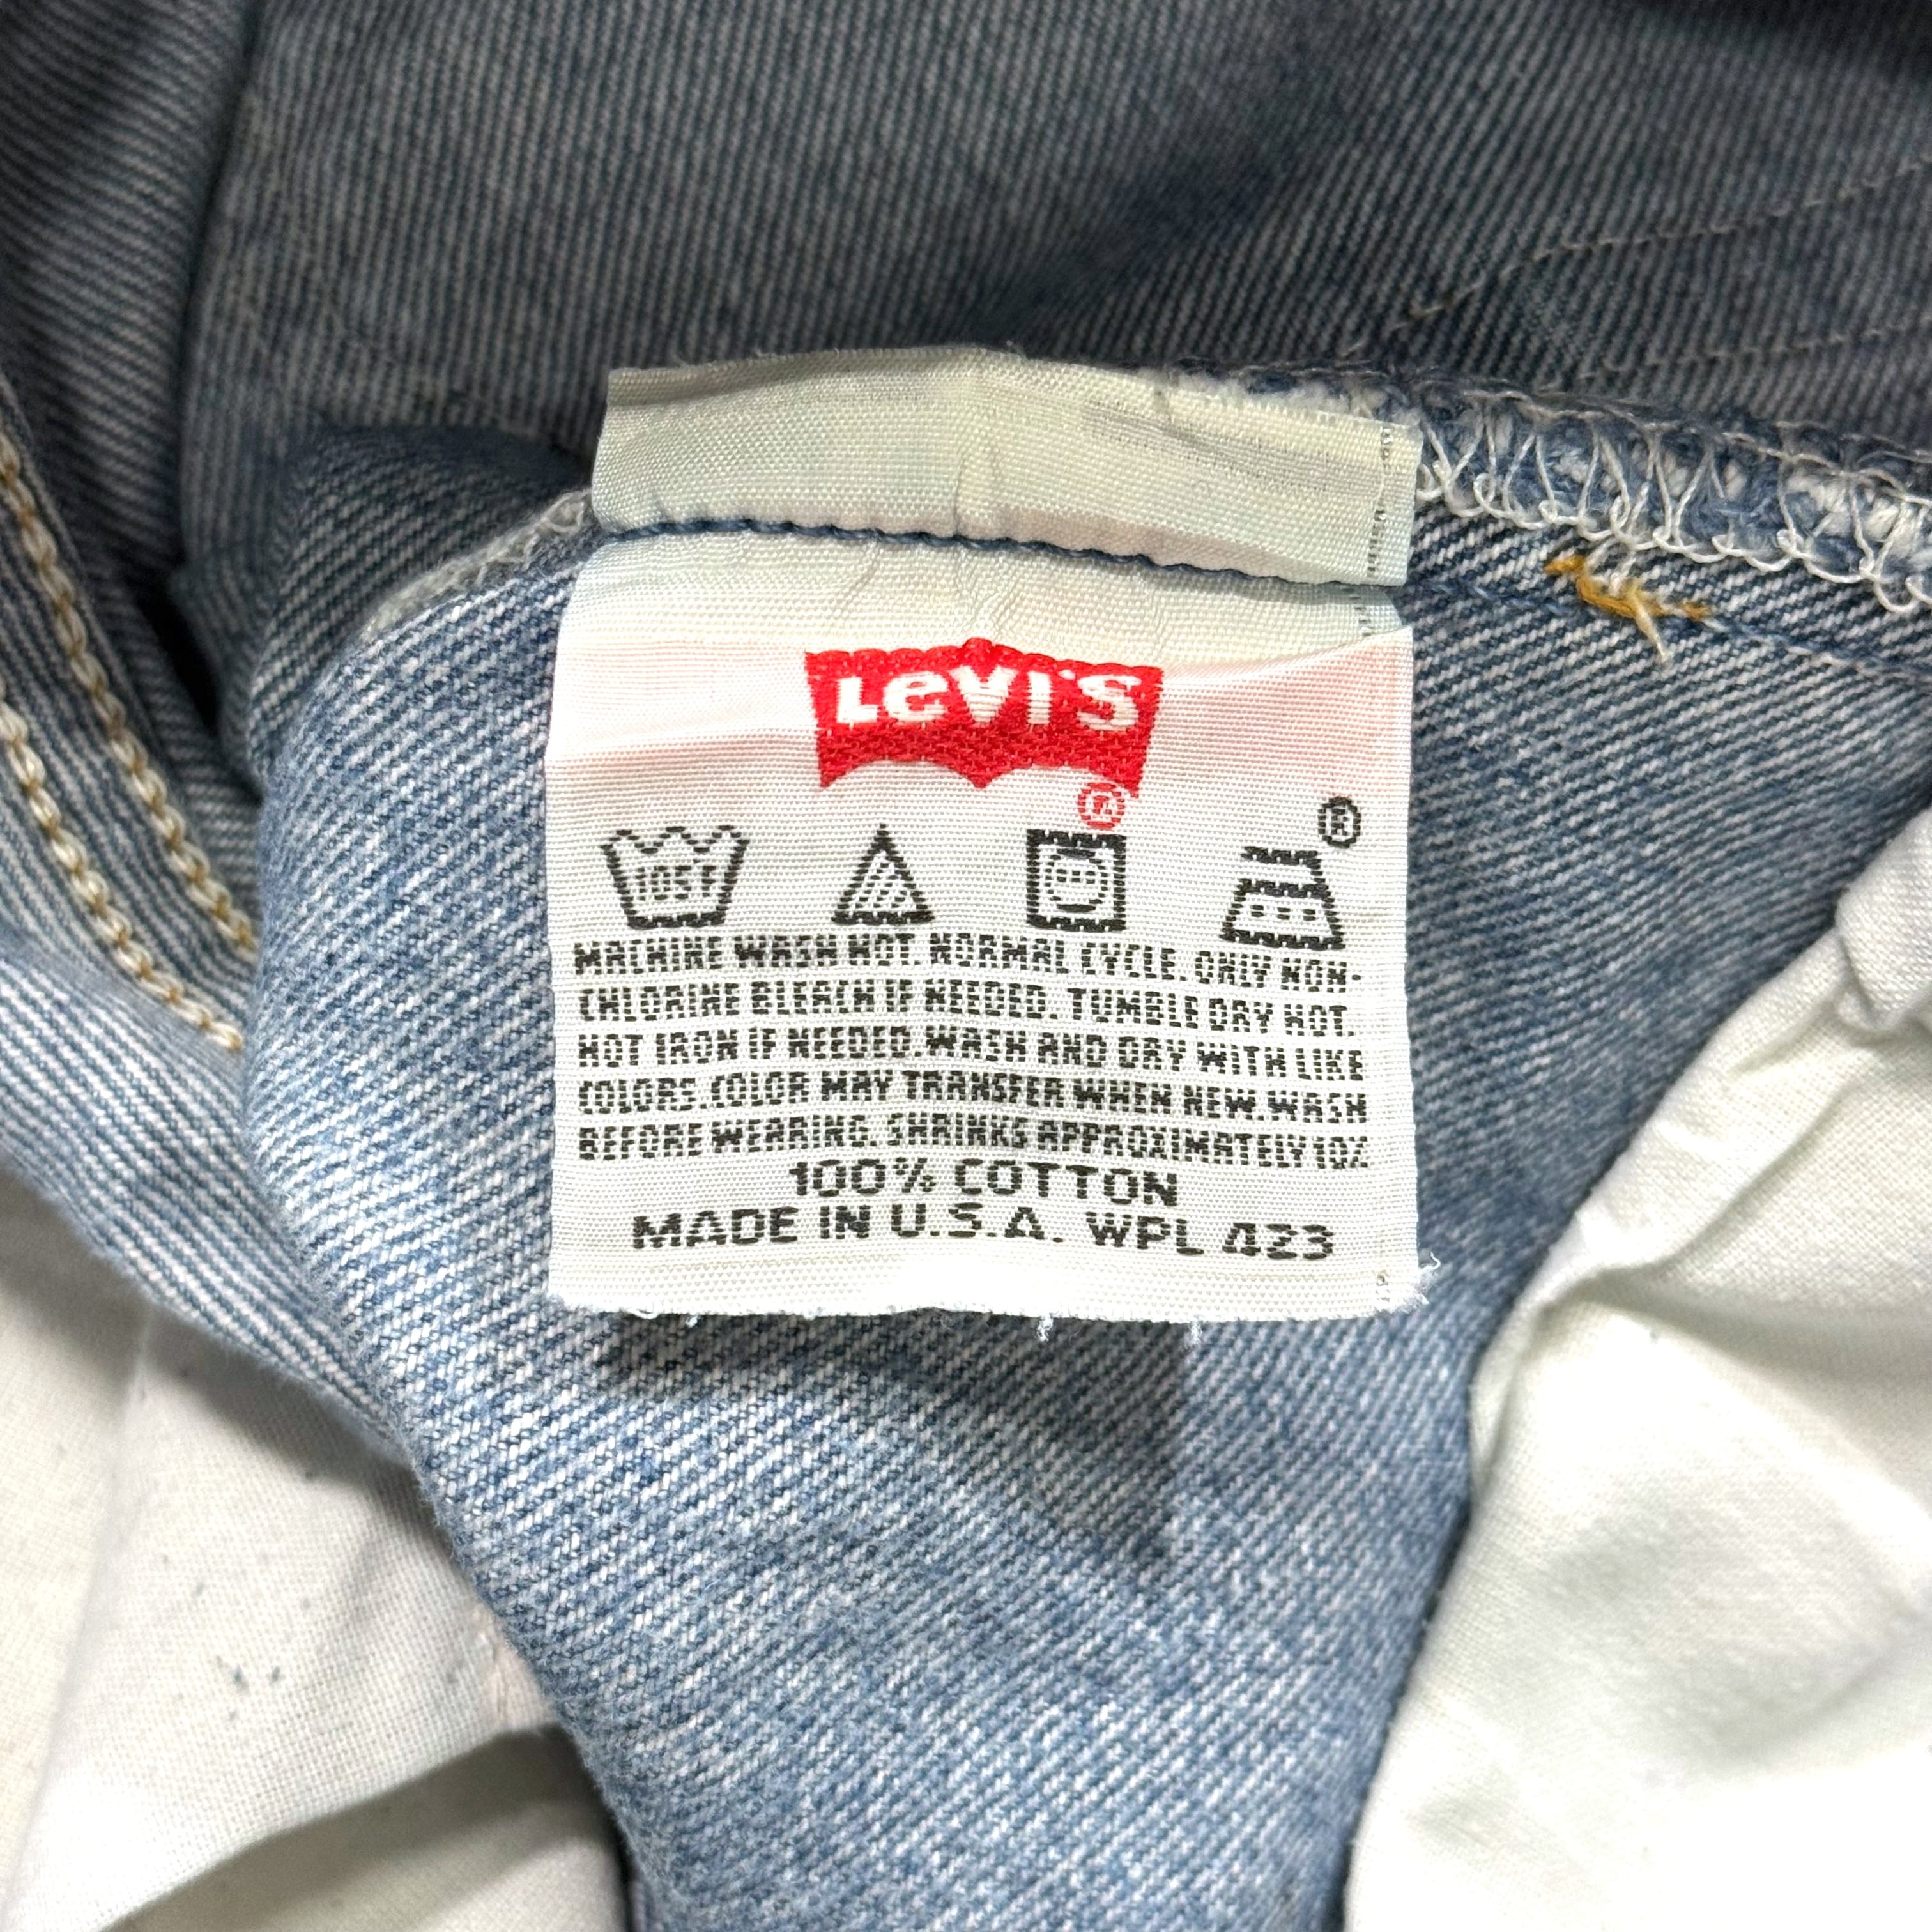 LEVI'S
®
®
105F
MACHINE WASH HOT. NORMAL CYCLE. ONLY NON-
CHLORINE BLEACH IF NEEDED. TUMBLE DRY HOT.
HOT IRON IF NEEDED. WASH AND DRY WITH LIKE
COLORS. COLOR MAY TRANSFER WHEN NEW. WASH
BEFORE WEARING. SHRINKS APPROXIMATELY 10%
100% COTTON
MADE IN U.S.A. WPL 423